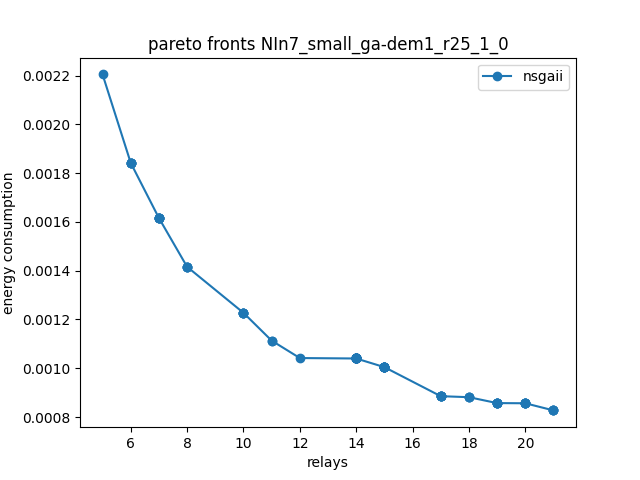 pareto fronts NIn7_small_ga-dem1_r25_1_0
nsgaii
0.0022
0.0020
0.0018
0.0016
0.0014
0.0012
0.0010
0.0008
energy consumption
6 8 10 12 14 16 18 20
relays